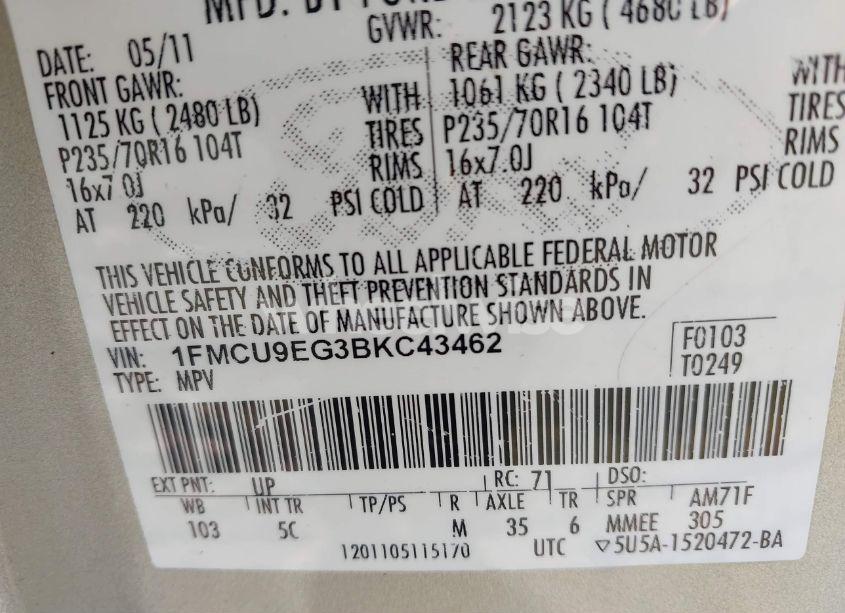 MFD. BY FORD
GVWR: 2123 KG ( 4680 LB)
DATE: 05/11
FRONT GAWR: REAR GAWR:
1125 KG ( 2480 LB) WITH 1061 KG ( 2340 LB) WITH
P235/70R16 104T TIRES P235/70R16 104T TIRES
16x7.0J RIMS 16x7.0J RIMS
AT 220 kPa/ 32 PSI COLD AT 220 kPa/ 32 PSI COLD
THIS VEHICLE CONFORMS TO ALL APPLICABLE FEDERAL MOTOR
VEHICLE SAFETY AND THEFT PREVENTION STANDARDS IN
EFFECT ON THE DATE OF MANUFACTURE SHOWN ABOVE.
VIN: 1FMCU9EG3BKC43462 F0103
TYPE: MPV T0249
EXT PNT: UP RC: 71 DSO:
WB INT TR TP/PS R AXLE TR SPR AM71F
103 5C M 35 6 MMEE 305
1201105115170 UTC ▽5U5A-1520472-BA